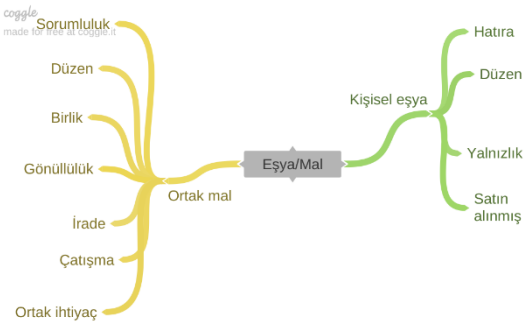 coggle
made for free at coggle.it
Sorumluluk
Düzen
Birlik
Gönüllülük
İrade
Çatışma
Ortak ihtiyaç
Ortak mal
Eşya/Mal
Kişisel eşya
Hatıra
Düzen
Yalnızlık
Satın
alınmış